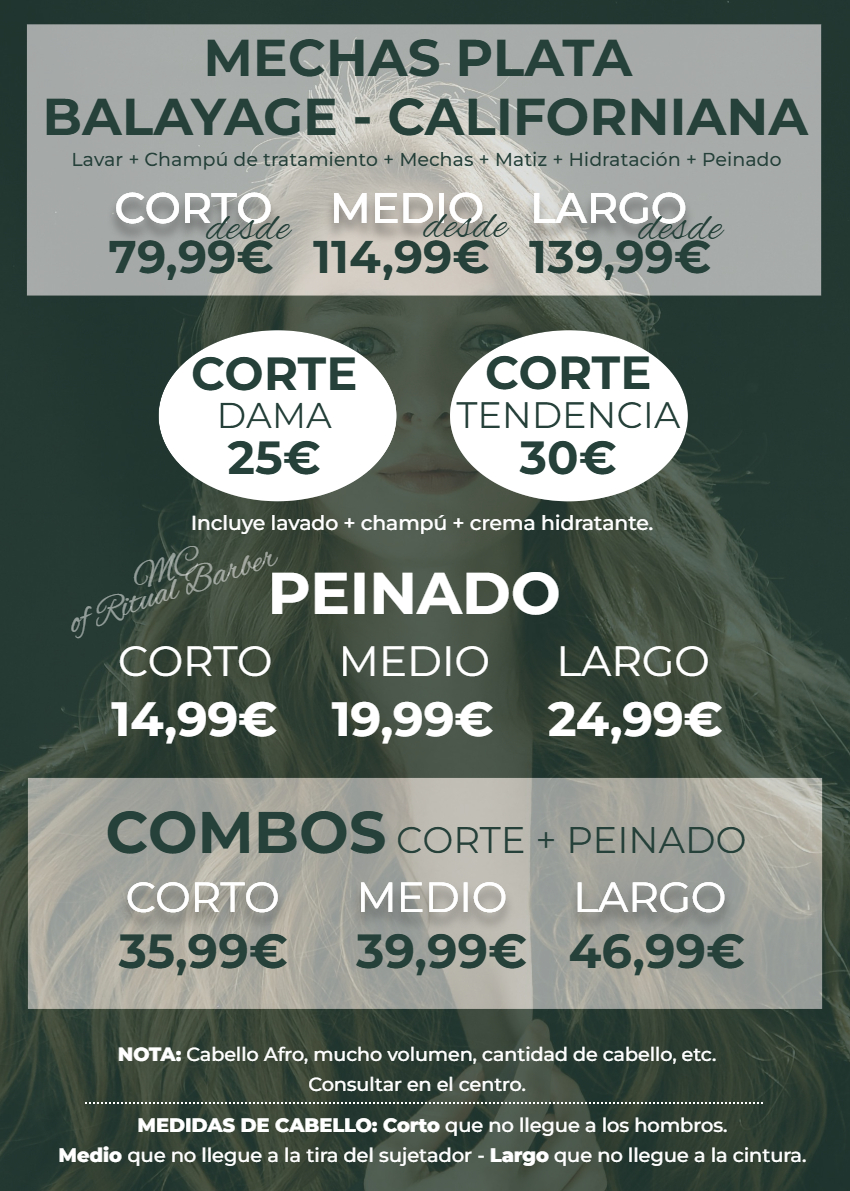 MECHAS PLATA
BALAYAGE - CALIFORNIANA
Lavar + Champú de tratamiento + Mechas + Matiz + Hidratación + Peinado
CORTO MEDIO LARGO
desde desde desde
79,99€ 114,99€ 139,99€
CORTE CORTE
DAMA TENDENCIA
25€ 30€
Incluye lavado + champú + crema hidratante.
MC
of Ritual Barber
PEINADO
CORTO MEDIO LARGO
14,99€ 19,99€ 24,99€
COMBOS CORTE + PEINADO
CORTO MEDIO LARGO
35,99€ 39,99€ 46,99€
NOTA: Cabello Afro, mucho volumen, cantidad de cabello, etc.
Consultar en el centro.
MEDIDAS DE CABELLO: Corto que no llegue a los hombros.
Medio que no llegue a la tira del sujetador - Largo que no llegue a la cintura.